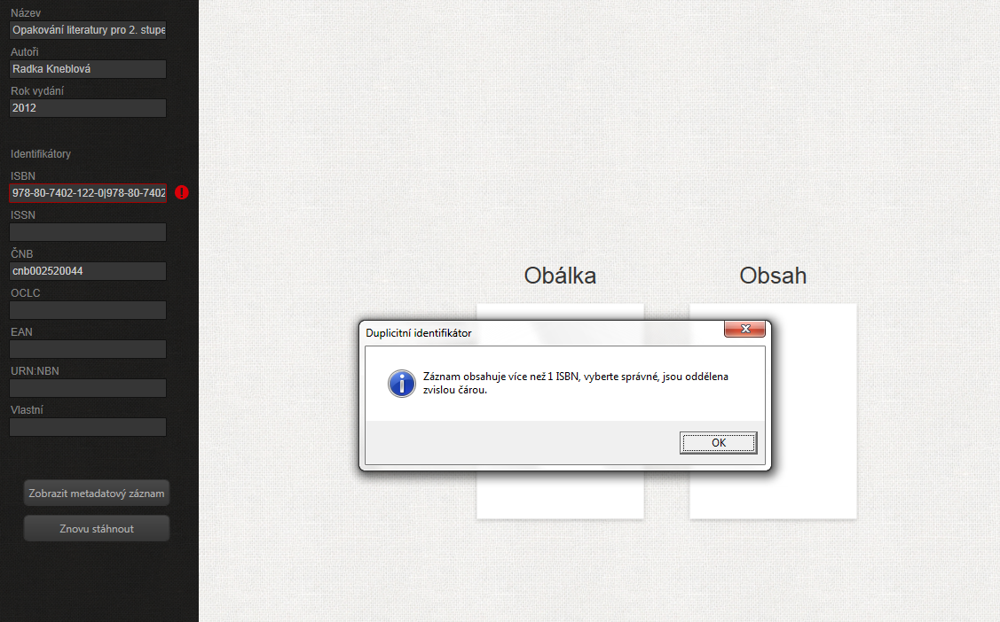 Název
Opakování literatury pro 2. stupe
Autoři
Radka Kneblová
Rok vydání
2012
Identifikátory
ISBN
978-80-7402-122-0|978-80-7402
ISSN
ČNB
cnb002520044
OCLC
EAN
URN:NBN
Vlastní
Zobrazit metadatový záznam
Znovu stáhnout
Obálka
Obsah
Duplicitní identifikátor
Záznam obsahuje více než 1 ISBN, vyberte správné, jsou oddělena
zvislou čárou.
OK